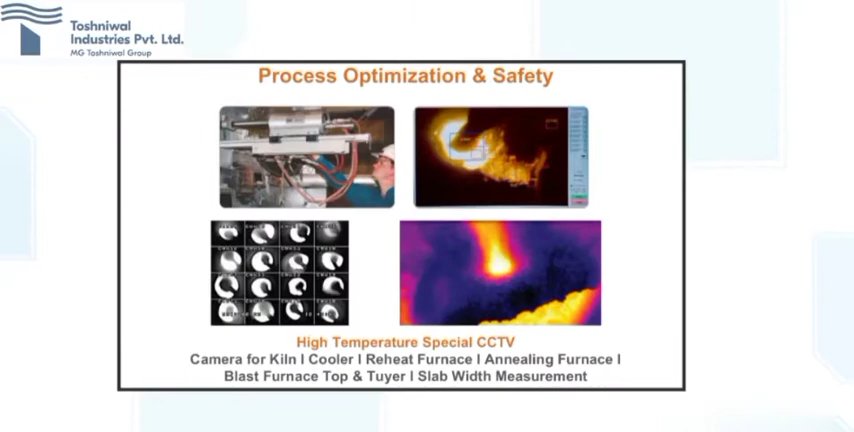 Toshniwal
Industries Pvt. Ltd.
MG Toshniwal Group
Process Optimization & Safety
High Temperature Special CCTV
Camera for Kiln I Cooler I Reheat Furnace I Annealing Furnace I
Blast Furnace Top & Tuyer I Slab Width Measurement